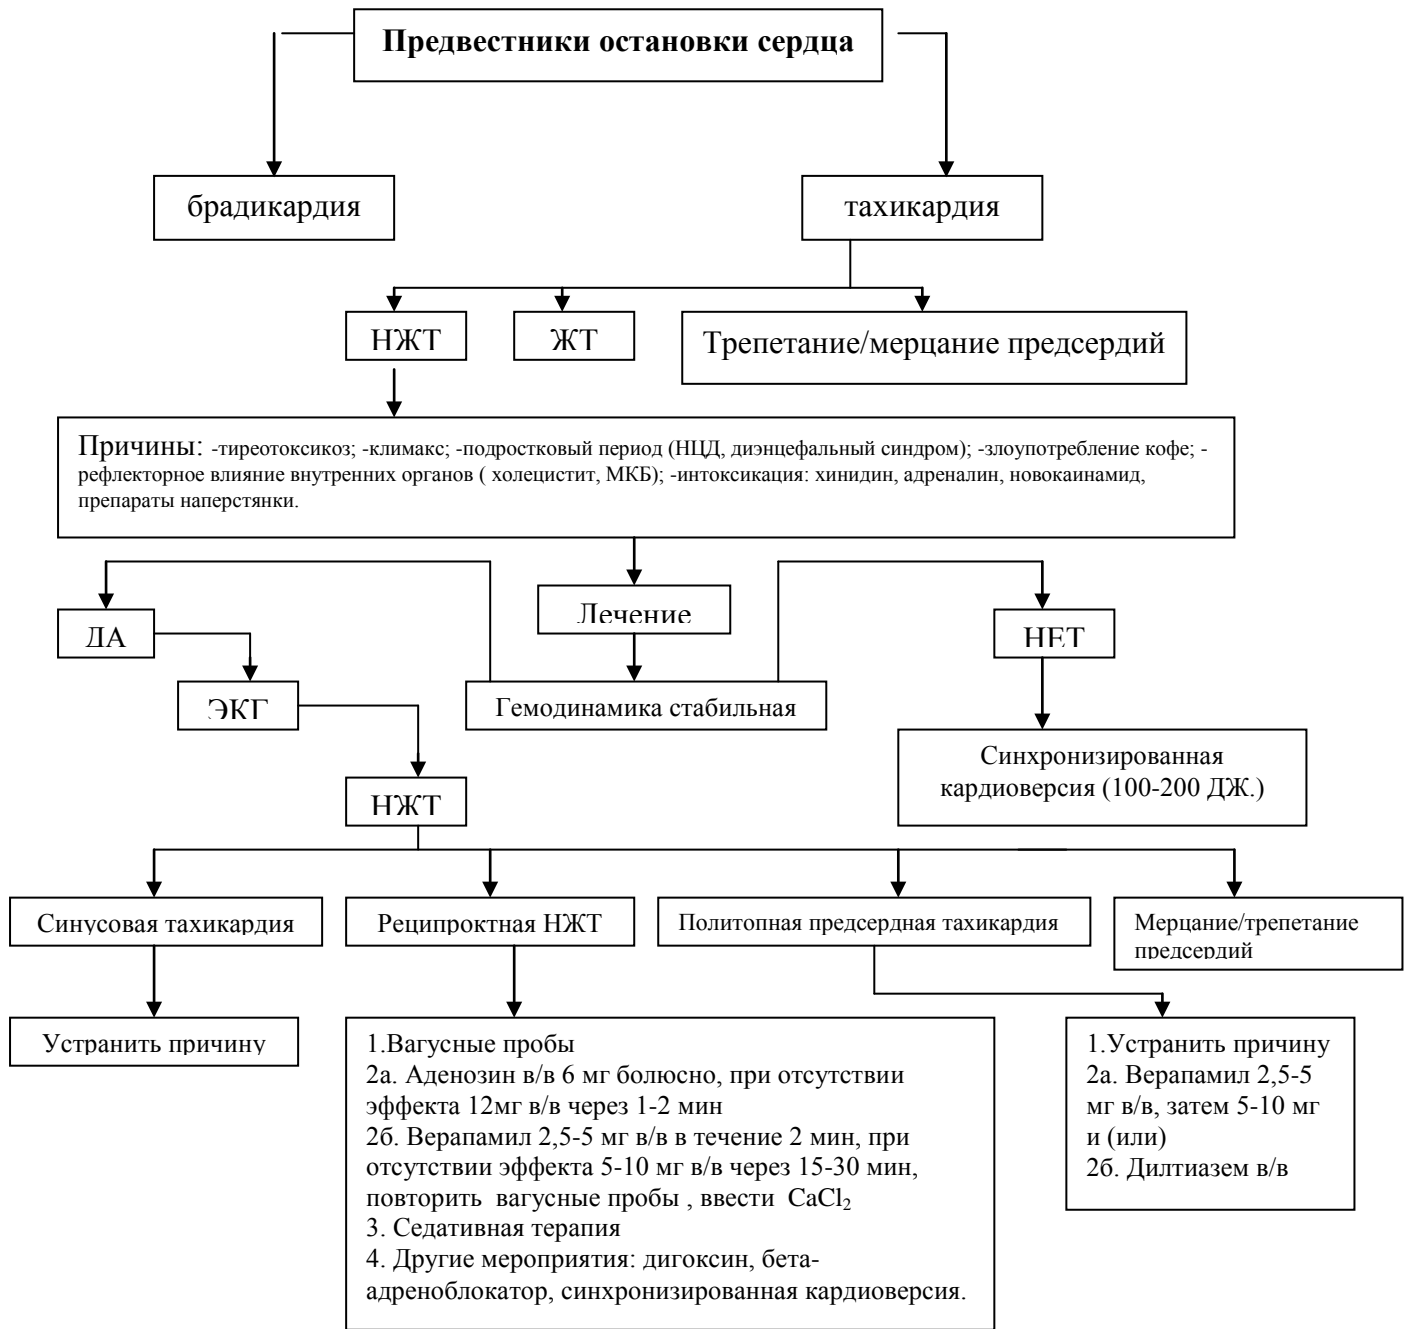 Предвестники остановки сердца
брадикардия
тахикардия
НЖТ
ЖТ
Трепетание/мерцание предсердий
Причины: -тиреотоксикоз; -климакс; -подростковый период (НЦД, диэнцефальный синдром); -злоупотребление кофе; -
рефлекторное влияние внутренних органов ( холецистит, МКБ); -интоксикация: хинидин, адреналин, новокаинамид,
препараты наперстянки.
Лечение
ДА
НЕТ
ЭКГ
Гемодинамика стабильная
Синхронизированная
кардиоверсия (100-200 ДЖ.)
НЖТ
Синусовая тахикардия
Реципроктная НЖТ
Политопная предсердная тахикардия
Мерцание/трепетание
предсердий
Устранить причину
1.Вагусные пробы
2а. Аденозин в/в 6 мг болюсно, при отсутствии
эффекта 12мг в/в через 1-2 мин
2б. Верапамил 2,5-5 мг в/в в течение 2 мин, при
отсутствии эффекта 5-10 мг в/в через 15-30 мин,
повторить вагусные пробы , ввести CaCl₂
3. Седативная терапия
4. Другие мероприятия: дигоксин, бета-
адреноблокатор, синхронизированная кардиоверсия.
1.Устранить причину
2а. Верапамил 2,5-5
мг в/в, затем 5-10 мг
и (или)
2б. Дилтиазем в/в